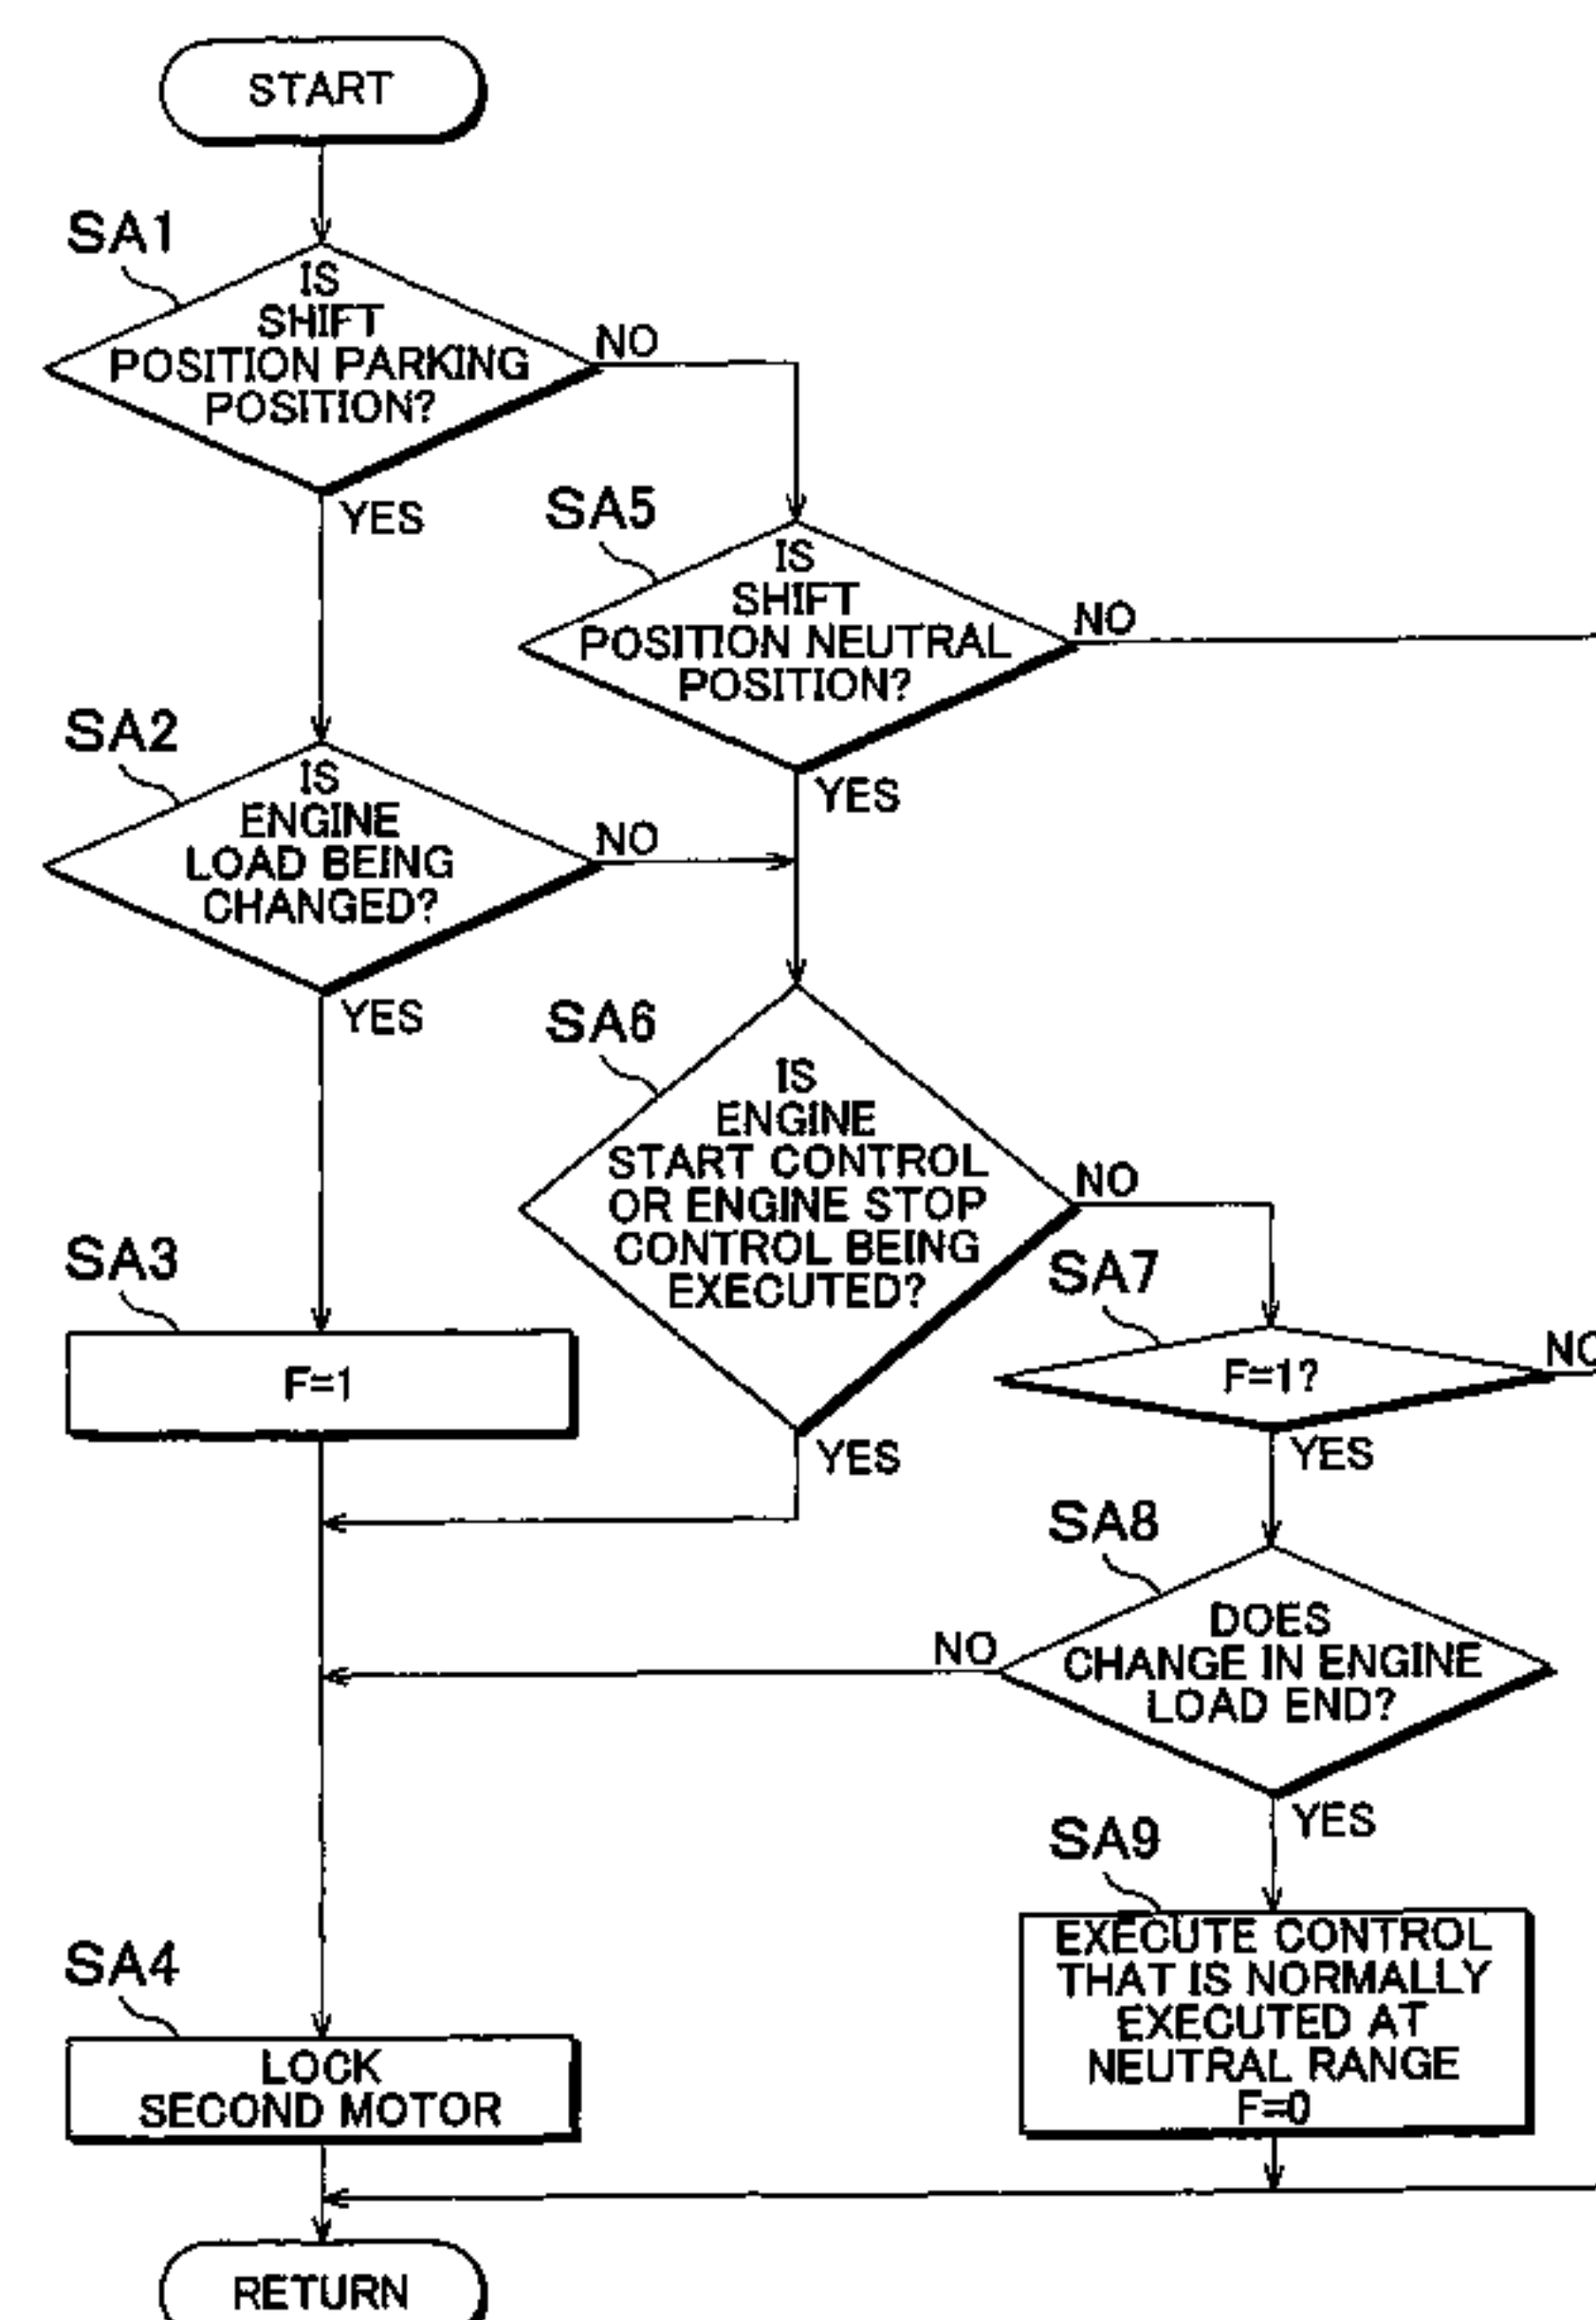 START
SA1
IS
SHIFT
POSITION PARKING
POSITION?
NO
YES
SA5
IS
SHIFT
POSITION NEUTRAL
POSITION?
NO
YES
SA2
IS
ENGINE
LOAD BEING
CHANGED?
NO
YES
SA6
IS
ENGINE
START CONTROL
OR ENGINE STOP
CONTROL BEING
EXECUTED?
NO
YES
SA3
F=1
SA7
F=1?
NO
YES
SA8
DOES
CHANGE IN ENGINE
LOAD END?
NO
YES
SA9
EXECUTE CONTROL
THAT IS NORMALLY
EXECUTED AT
NEUTRAL RANGE
F=0
SA4
LOCK
SECOND MOTOR
RETURN